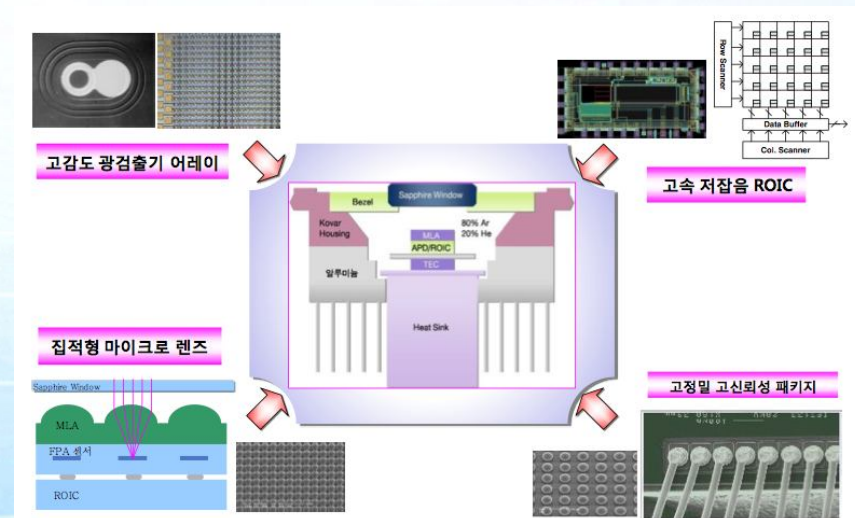 고감도 광검출기 어레이
Row Scanner
Data Buffer
Col. Scanner
고속 저잡음 ROIC
Bezel
Sapphire Window
Kovar
Housing
80% Ar
20% He
MLA
APD/ROIC
TEC
알루미늄
Heat Sink
집적형 마이크로 렌즈
Sapphire Window
MLA
FPA 센서
ROIC
고정밀 고신뢰성 패키지